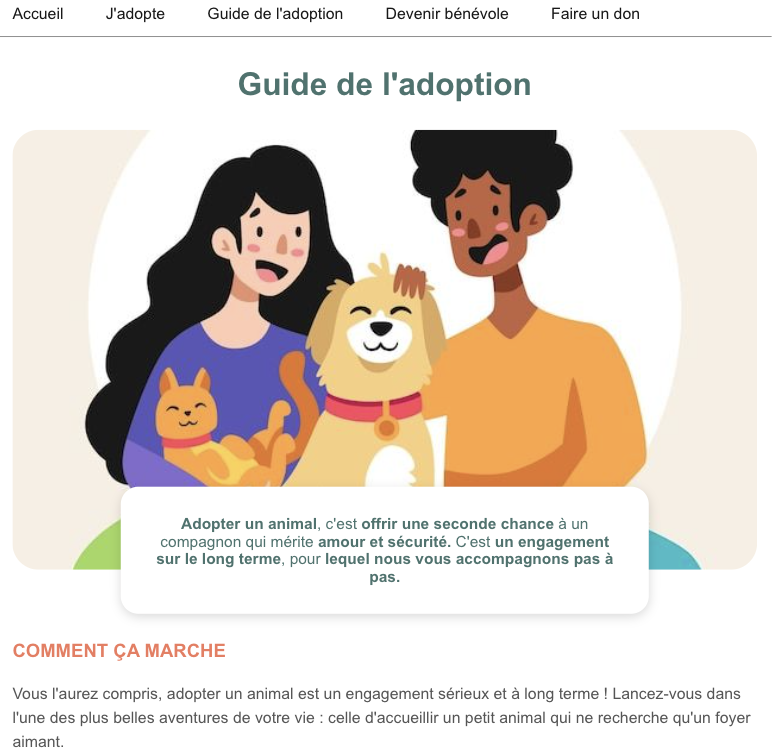 Accueil J'adopte Guide de l'adoption Devenir bénévole Faire un don
Guide de l'adoption
Adopter un animal, c'est offrir une seconde chance à un
compagnon qui mérite amour et sécurité. C'est un engagement
sur le long terme, pour lequel nous vous accompagnons pas à
pas.
COMMENT ÇA MARCHE
Vous l'aurez compris, adopter un animal est un engagement sérieux et à long terme ! Lancez-vous dans
l'une des plus belles aventures de votre vie : celle d'accueillir un petit animal qui ne recherche qu'un foyer
aimant.